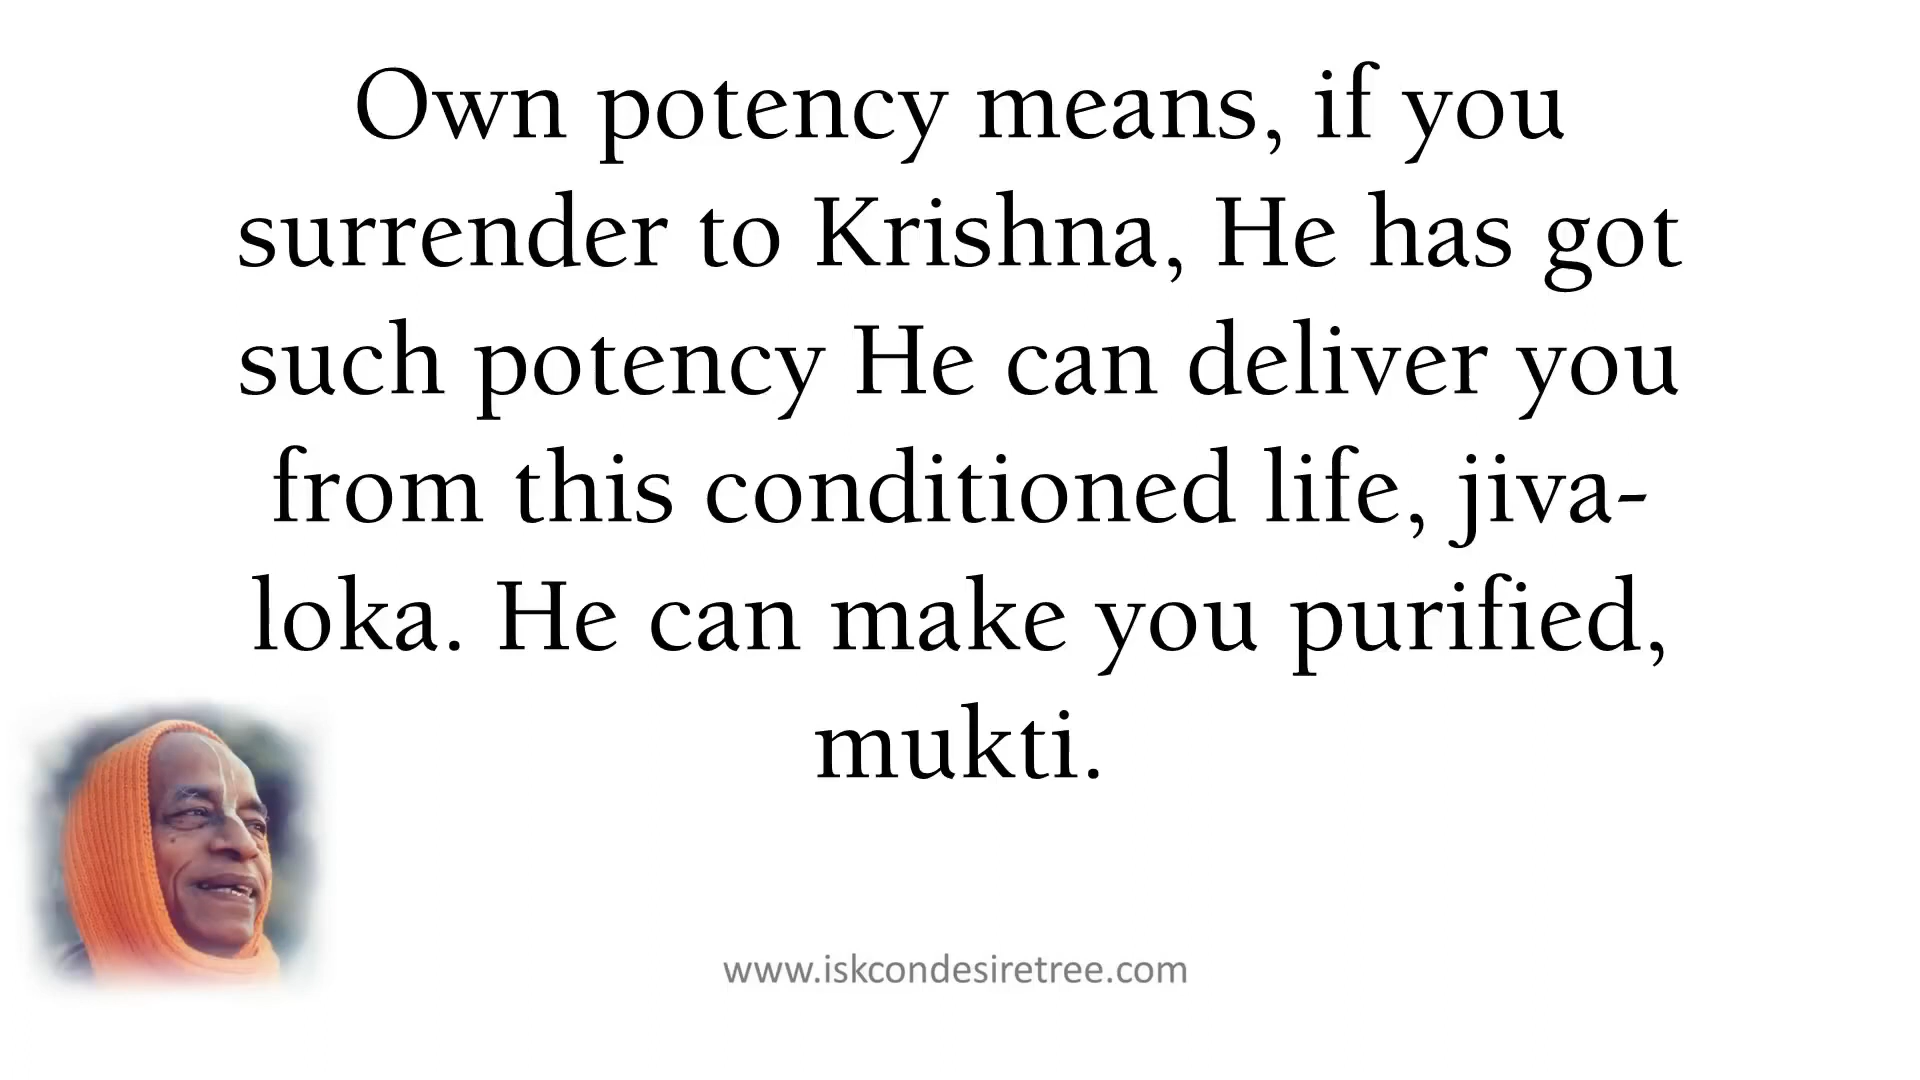 Own potency means, if you
surrender to Krishna, He has got
such potency He can deliver you
from this conditioned life, jiva-
loka. He can make you purified,
mukti.
www.iskcondesiretree.com